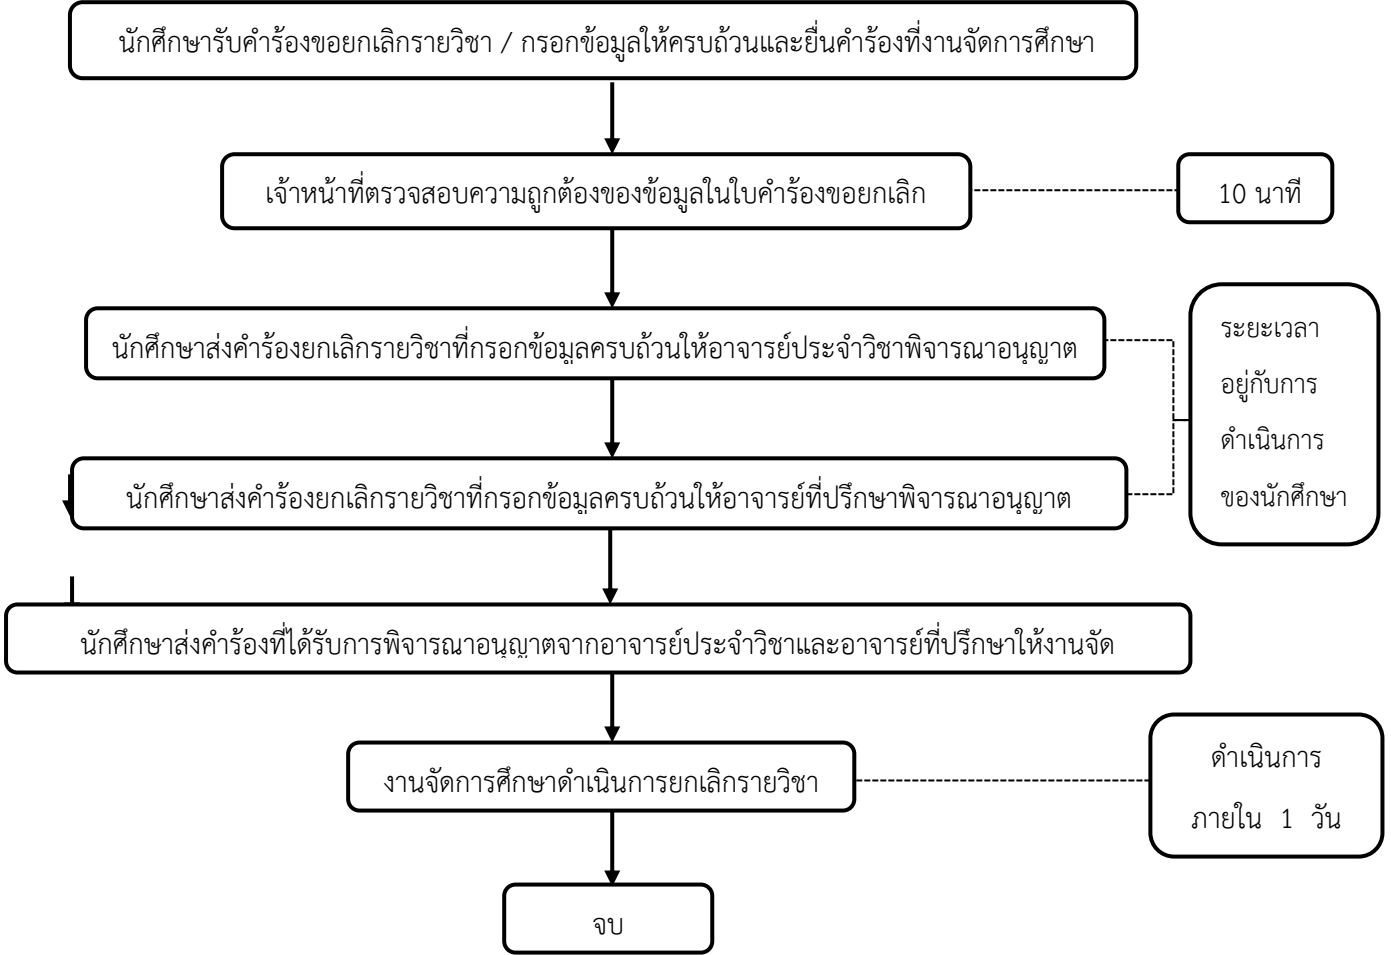 นักศึกษารับคำร้องขอยกเลิกรายวิชา / กรอกข้อมูลให้ครบถ้วนและยื่นคำร้องที่งานจัดการศึกษา
เจ้าหน้าที่ตรวจสอบความถูกต้องของข้อมูลในใบคำร้องขอยกเลิก
10 นาที
นักศึกษาส่งคำร้องยกเลิกรายวิชาที่กรอกข้อมูลครบถ้วนให้อาจารย์ประจำวิชาพิจารณาอนุญาต
ระยะเวลา
อยู่กับการ
ดำเนินการ
ของนักศึกษา
นักศึกษาส่งคำร้องยกเลิกรายวิชาที่กรอกข้อมูลครบถ้วนให้อาจารย์ที่ปรึกษาพิจารณาอนุญาต
นักศึกษาส่งคำร้องที่ได้รับการพิจารณาอนุญาตจากอาจารย์ประจำวิชาและอาจารย์ที่ปรึกษาให้งานจัด
งานจัดการศึกษาดำเนินการยกเลิกรายวิชา
ดำเนินการ
ภายใน 1 วัน
จบ